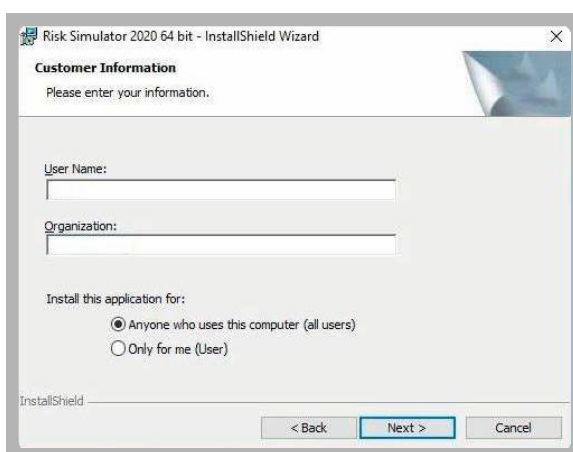 Risk Simulator 2020 64 bit - InstallShield Wizard
Customer Information
Please enter your information.
User Name:
Organization:
Install this application for:
Anyone who uses this computer (all users)
Only for me (User)
InstallShield
< Back Next > Cancel